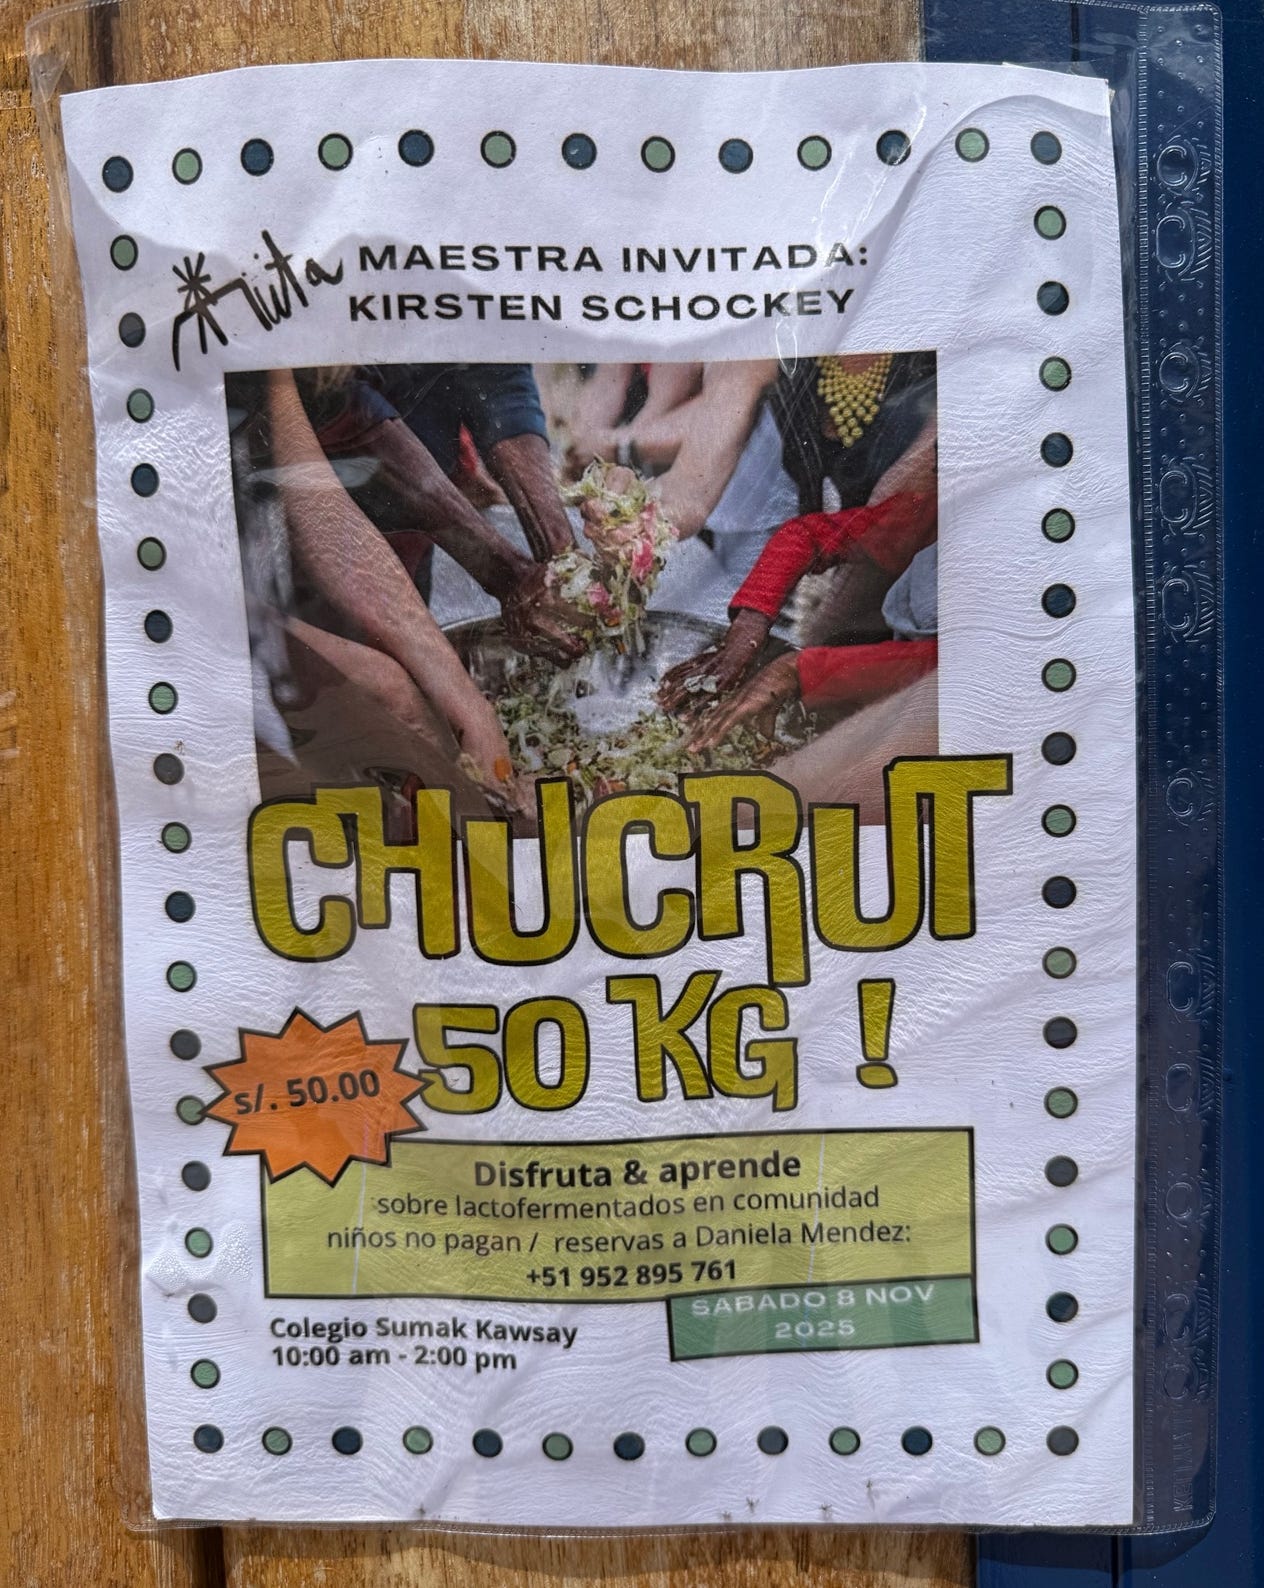 MAESTRA INVITADA:
KIRSTEN SCHOCKEY
CHUCRUT
50 KG !
s/. 50.00
Disfruta & aprende
sobre lactofermentados en comunidad
niños no pagan / reservas a Daniela Mendez:
+51 952 895 761
SABADO 8 NOV
2025
Colegio Sumak Kawsay
10:00 am - 2:00 pm